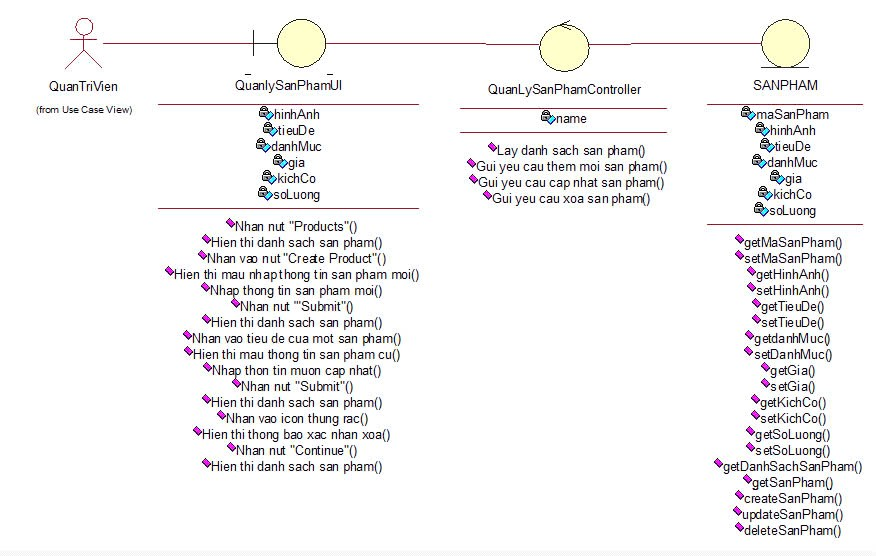 QuanTriVien
(from Use Case View)
QuanlySanPhamUI
hinhAnh
tieuDe
danhMuc
gia
kichCo
soLuong
Nhan nut "Products"()
Hien thi danh sach san pham()
Nhan vao nut "Create Product"()
Hien thi mau nhap thong tin san pham moi()
Nhap thong tin san pham moi()
Nhan nut '"Submit"()
Hien thi danh sach san pham()
Nhan vao tieu de cua mot san pham()
Hien thi mau thong tin san pham cu()
Nhap thon tin muon cap nhat()
Nhan nut "Submit"()
Hien thi danh sach san pham()
Nhan vao icon thung rac()
Hien thi thong bao xac nhan xoa()
Nhan nut "Continue"()
Hien thi danh sach san pham()
QuanLySanPhamController
name
Lay danh sach san pham()
Gui yeu cau them moi san pham()
Gui yeu cau cap nhat san pham()
Gui yeu cau xoa san pham()
SANPHAM
maSanPham
hinhAnh
tieuDe
danhMuc
gia
kichCo
soLuong
getMaSanPham()
setMaSanPham()
getHinhAnh()
setHinhAnh()
getTieuDe()
setTieuDe()
getdanhMuc()
setDanhMuc()
getGia()
setGia()
getKichCo()
setKichCo()
getSoLuong()
setSoLuong()
getDanhSachSanPham()
getSanPham()
createSanPham()
updateSanPham()
deleteSanPham()